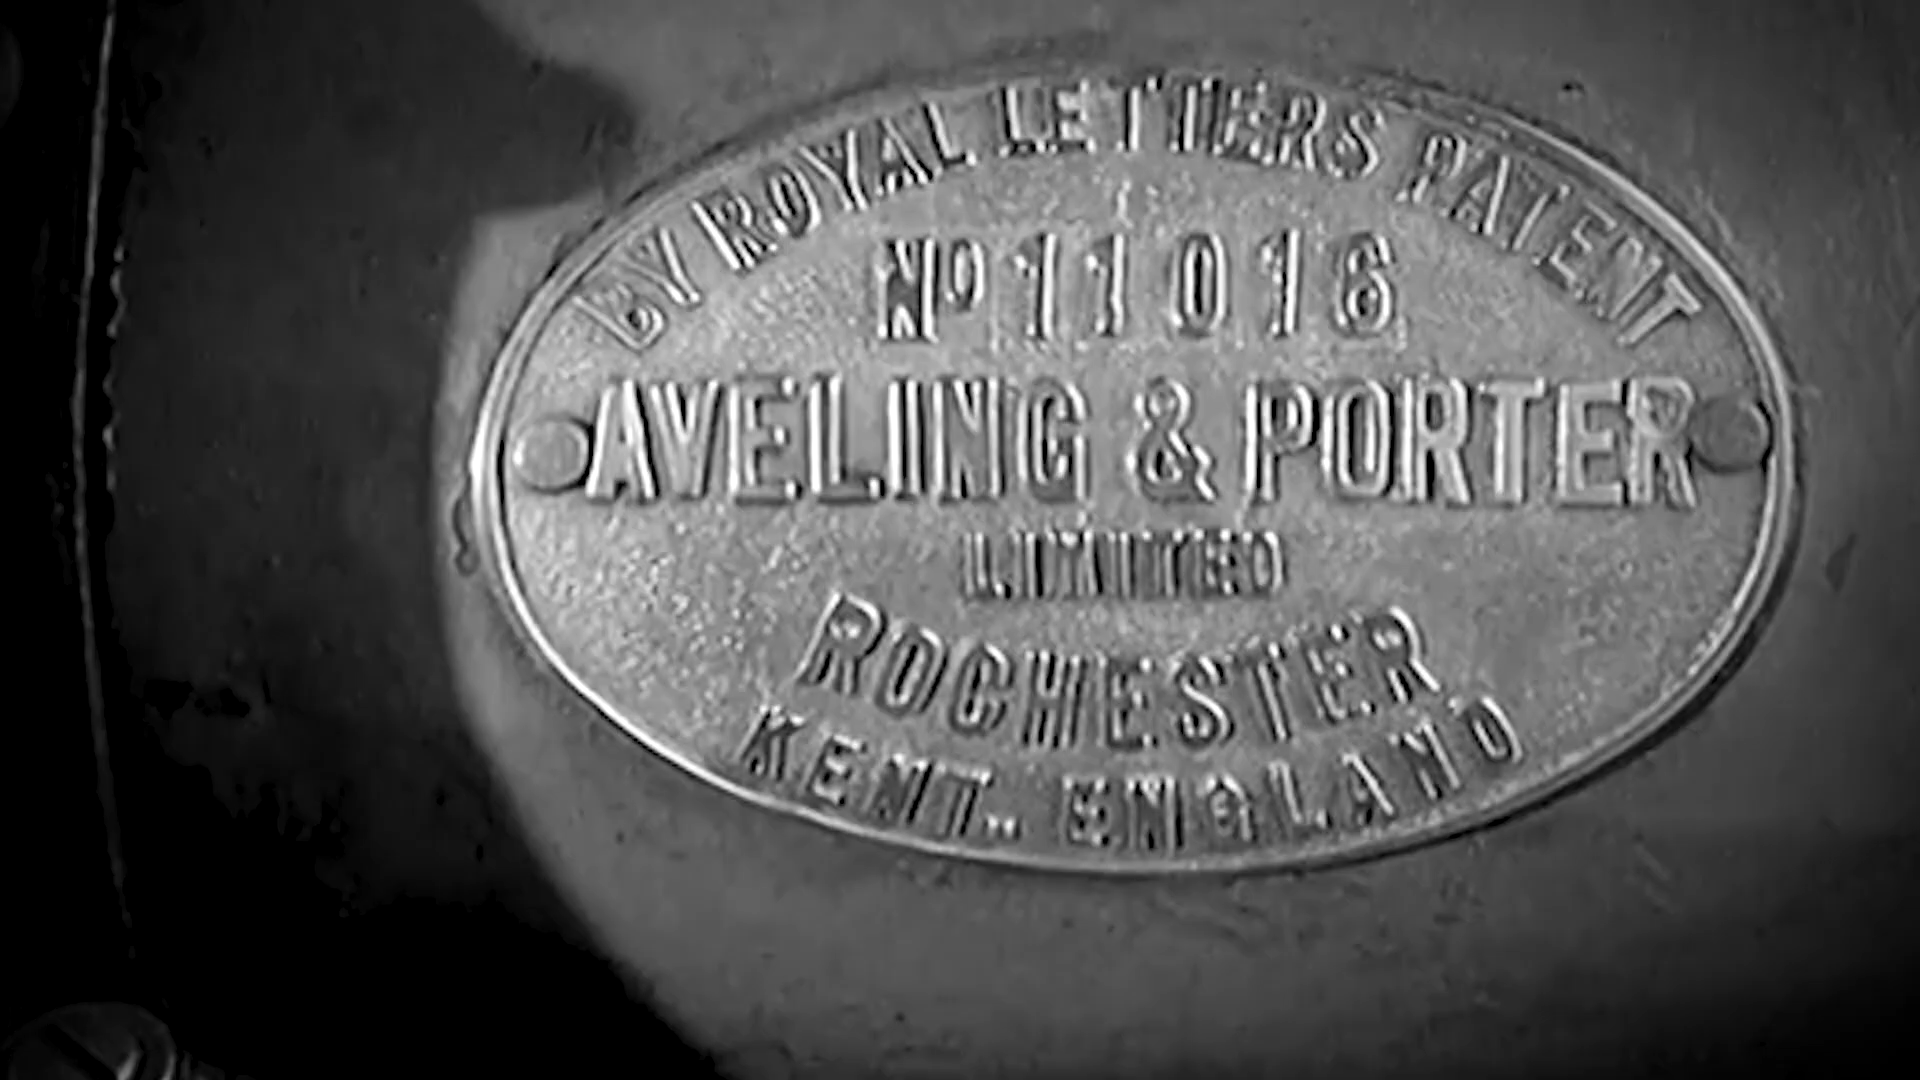 BY ROYAL LETTERS PATENT
Nº 11016
AVELING & PORTER
LIMITED
ROCHESTER
KENT. ENGLAND